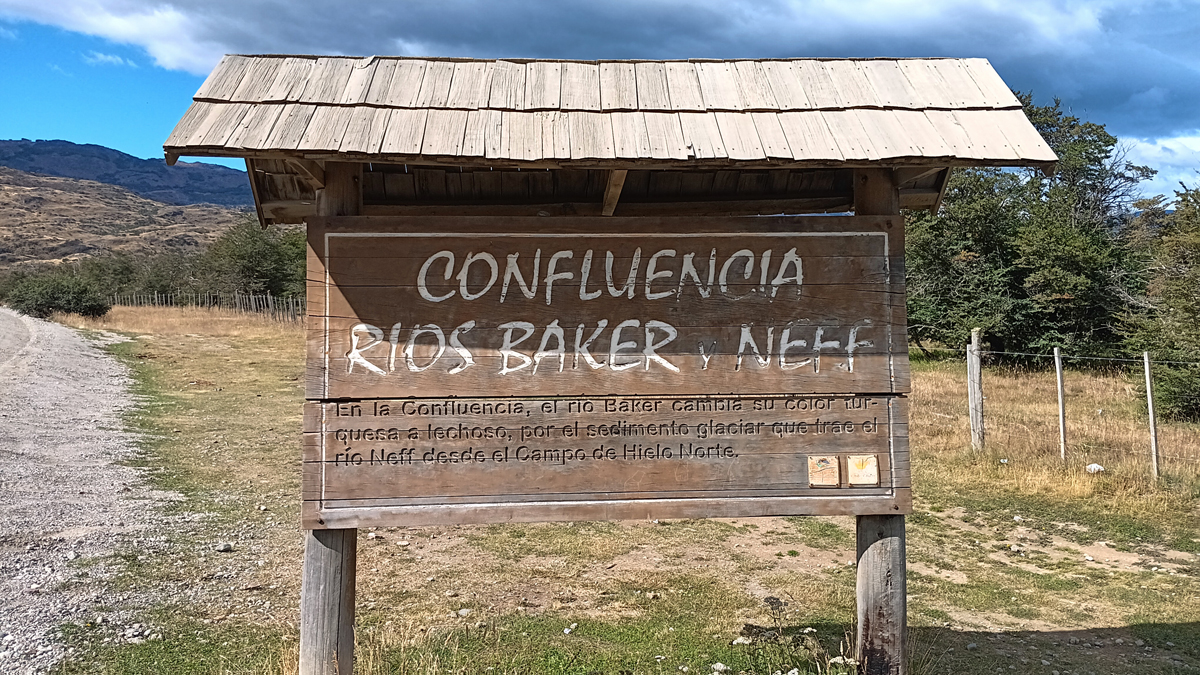 CONFLUENCIA
RIOS BAKER Y NEFF
En la Confluencia, el río Baker cambia su color tur-
quesa a lechoso, por el sedimento glaciar que trae el
río Neff desde el Campo de Hielo Norte.